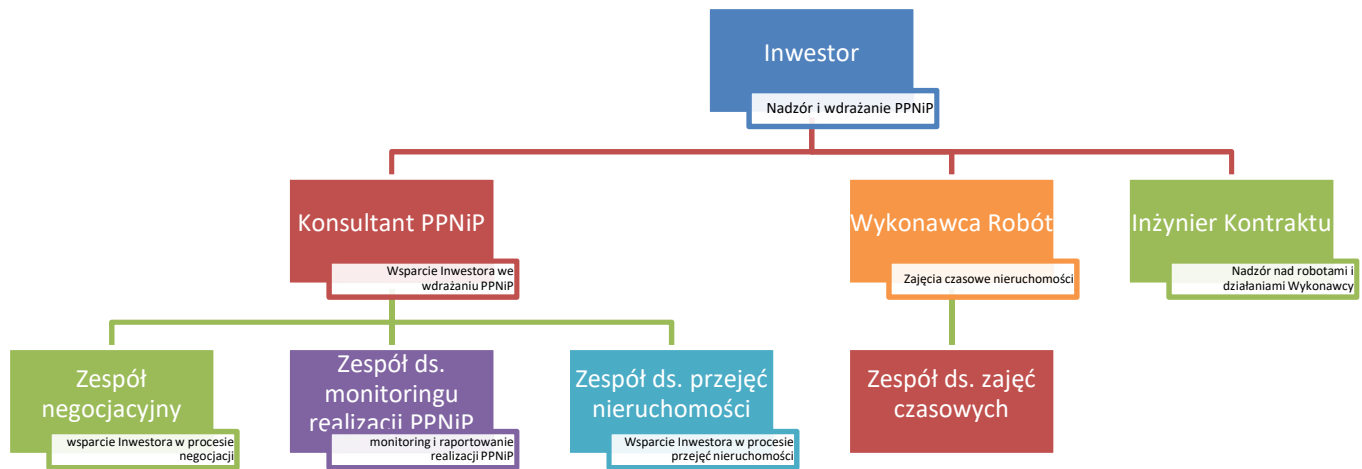 Inwestor
Nadzór i wdrażanie PPNiP
Konsultant PPNiP
Wsparcie Inwestora we
wdrażaniu PPNiP
Wykonawca Robót
Zajęcia czasowe nieruchomości
Inżynier Kontraktu
Nadzór nad robotami i
działaniami Wykonawcy
Zespół
negocjacyjny
wsparcie Inwestora w procesie
negocjacji
Zespół ds.
monitoringu
realizacji PPNiP
monitoring i raportowanie
realizacji PPNiP
Zespół ds. przejęć
nieruchomości
Wsparcie Inwestora w procesie
przejęć nieruchomości
Zespół ds. zajęć
czasowych